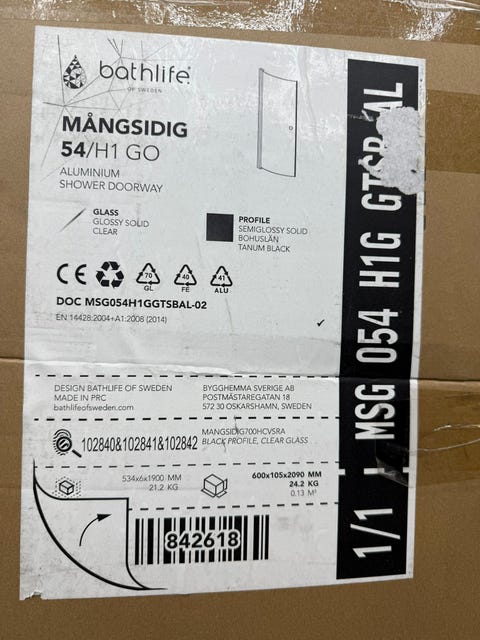 bathlife
OF SWEDEN
MÅNGSIDIG
54/H1 GO
ALUMINIUM
SHOWER DOORWAY
GLASS
GLOSSY SOLID
CLEAR
PROFILE
SEMIGLOSSY SOLID
BOHUSLÄN
TANUM BLACK
CE
70
GL
40
FE
41
ALU
DOC MSG054H1GGTSBAL-02
EN 14428:2004+A1:2008 (2014)
DESIGN BATHLIFE OF SWEDEN
MADE IN PRC
bathlifeofsweden.com
BYGGHEMMA SVERIGE AB
POSTMÄSTAREGATAN 18
572 30 OSKARSHAMN, SWEDEN
102840&102841&102842
MANGSIDIG700HCVSRA
BLACK PROFILE, CLEAR GLASS
534x6x1900 MM
21.2 KG
600x105x2090 MM
24.2 KG
0.13 M³
842618
1/1 MSG 054 H1G